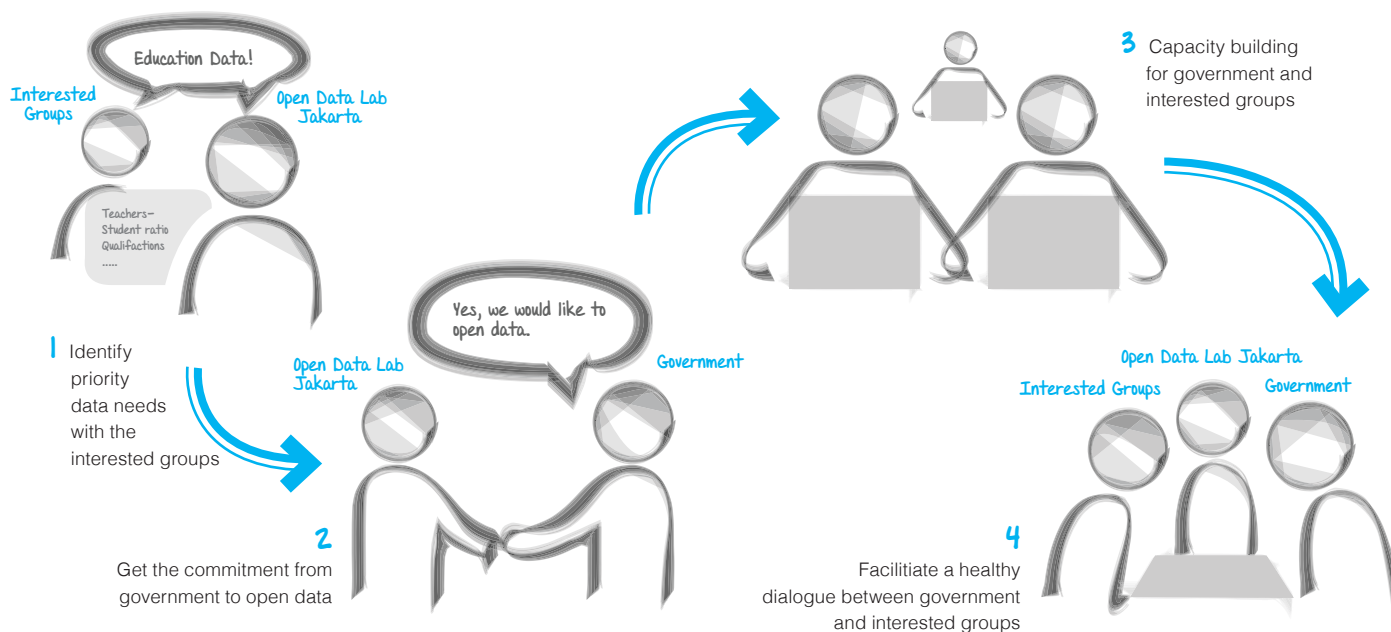 Education Data!
Interested
Groups
Open Data Lab
Jakarta
Teachers-
Student ratio
Qualifactions
.....
1 Identify
priority
data needs
with the
interested groups
Yes, we would like to
open data.
Open Data Lab
Jakarta
Government
2
Get the commitment from
government to open data
3 Capacity building
for government and
interested groups
Open Data Lab Jakarta
Interested Groups
Government
4
Facilitiate a healthy
dialogue between government
and interested groups